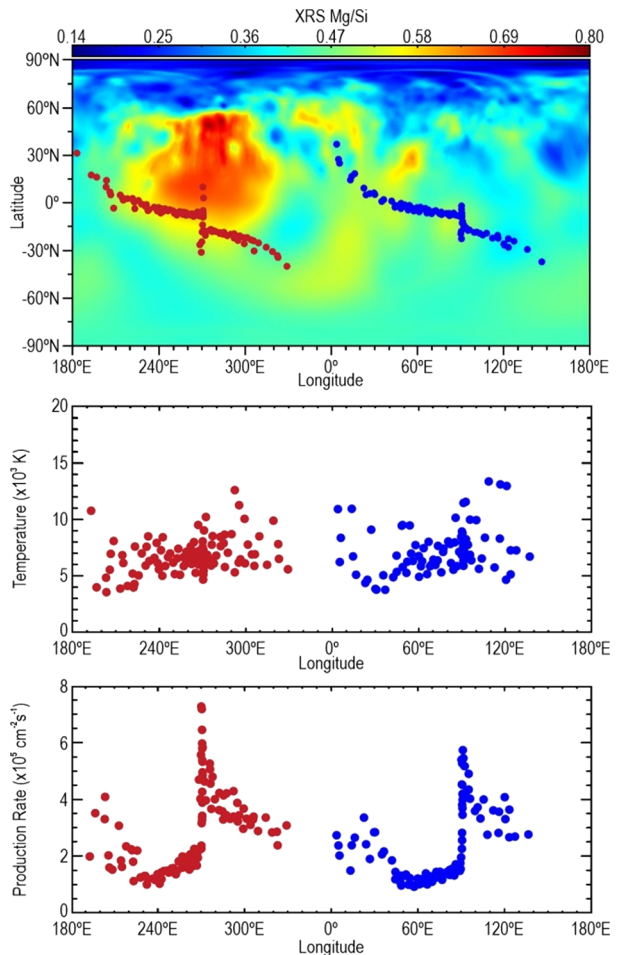 XRS Mg/Si
0.14 0.25 0.36 0.47 0.58 0.69 0.80
90ºN
60ºN
30ºN
0º
-30ºN
-60ºN
-90ºN
Latitude
180ºE 240ºE 300ºE 0º 60ºE 120ºE 180ºE
Longitude
20
15
10
5
0
Temperature (x10³ K)
180ºE 240ºE 300ºE 0º 60ºE 120ºE 180ºE
Longitude
8
6
4
2
0
Production Rate (x10⁵ cm⁻²s⁻¹)
180ºE 240ºE 300ºE 0º 60ºE 120ºE 180ºE
Longitude